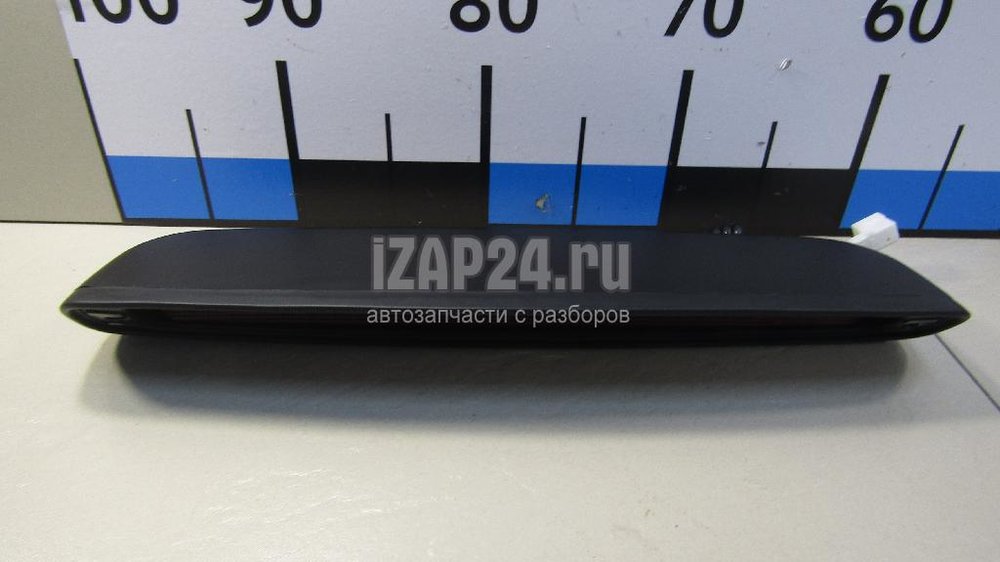 100 90 80 70 60
iZAP24.ru
автозапчасти с разборов